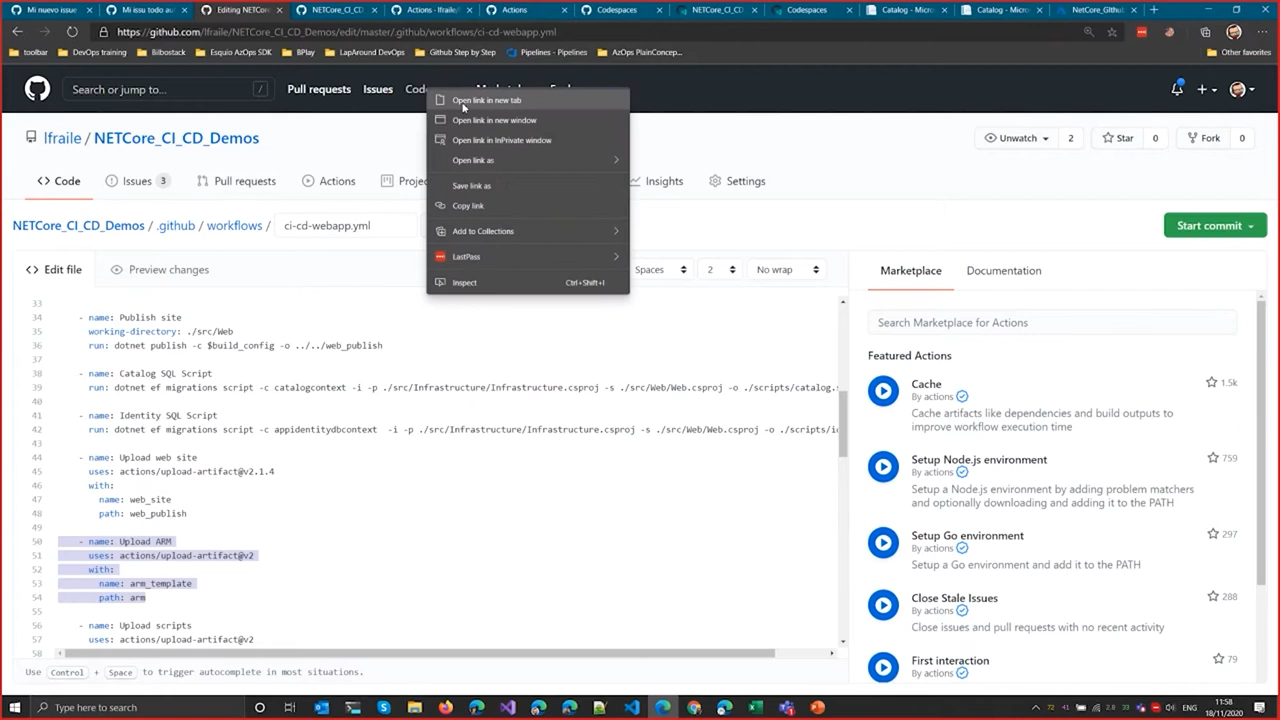 Mi nuevo issue
Mi issu todo au
Editing NETCore
NETCore_CI_CD
Actions · lfraile/
Actions
Codespaces
NETCore_CI_CD
Codespaces
Catalog - Micros
Catalog - Micros
NetCore_Github
https://github.com/lfraile/NETCore_CI_CD_Demos/edit/master/.github/workflows/ci-cd-webapp.yml
toolbar
DevOps training
Bilbostack
Esquio AzOps SDK
BPlay
LapAround DevOps
Github Step by Step
Pipelines - Pipelines
AzOps PlainConcep...
Other favorites
Search or jump to...
/
Pull requests
Issues
Open link in new tab
Open link in new window
Open link in InPrivate window
Open link as
Save link as
Copy link
Add to Collections
LastPass
Inspect
Ctrl+Shift+I
lfraile / NETCore_CI_CD_Demos
Unwatch
2
Star
0
Fork
0
Code
Issues 3
Pull requests
Actions
Proje
Insights
Settings
NETCore_CI_CD_Demos / .github / workflows / ci-cd-webapp.yml
Start commit
<> Edit file
Preview changes
Spaces
2
No wrap
33
34 - name: Publish site
35 working-directory: ./src/Web
36 run: dotnet publish -c $build_config -o ../../web_publish
37
38 - name: Catalog SQL Script
39 run: dotnet ef migrations script -c catalogcontext -i -p ./src/Infrastructure/Infrastructure.csproj -s ./src/Web/Web.csproj -o ./scripts/catalog.s
40
41 - name: Identity SQL Script
42 run: dotnet ef migrations script -c appidentitydbcontext -i -p ./src/Infrastructure/Infrastructure.csproj -s ./src/Web/Web.csproj -o ./scripts/i
43
44 - name: Upload web site
45 uses: actions/upload-artifact@v2.1.4
46 with:
47 name: web_site
48 path: web_publish
49
50 - name: Upload ARM
51 uses: actions/upload-artifact@v2
52 with:
53 name: arm_template
54 path: arm
55
56 - name: Upload scripts
57 uses: actions/upload-artifact@v2
58
Use Control + Space to trigger autocomplete in most situations.
Marketplace
Documentation
Search Marketplace for Actions
Featured Actions
Cache
1.5k
By actions
Cache artifacts like dependencies and build outputs to
improve workflow execution time
Setup Node.js environment
759
By actions
Setup a Node.js environment by adding problem matchers
and optionally downloading and adding it to the PATH
Setup Go environment
297
By actions
Setup a Go environment and add it to the PATH
Close Stale Issues
288
By actions
Close issues and pull requests with no recent activity
First interaction
79
By actions
Type here to search
ENG
11:58
18/11/2020